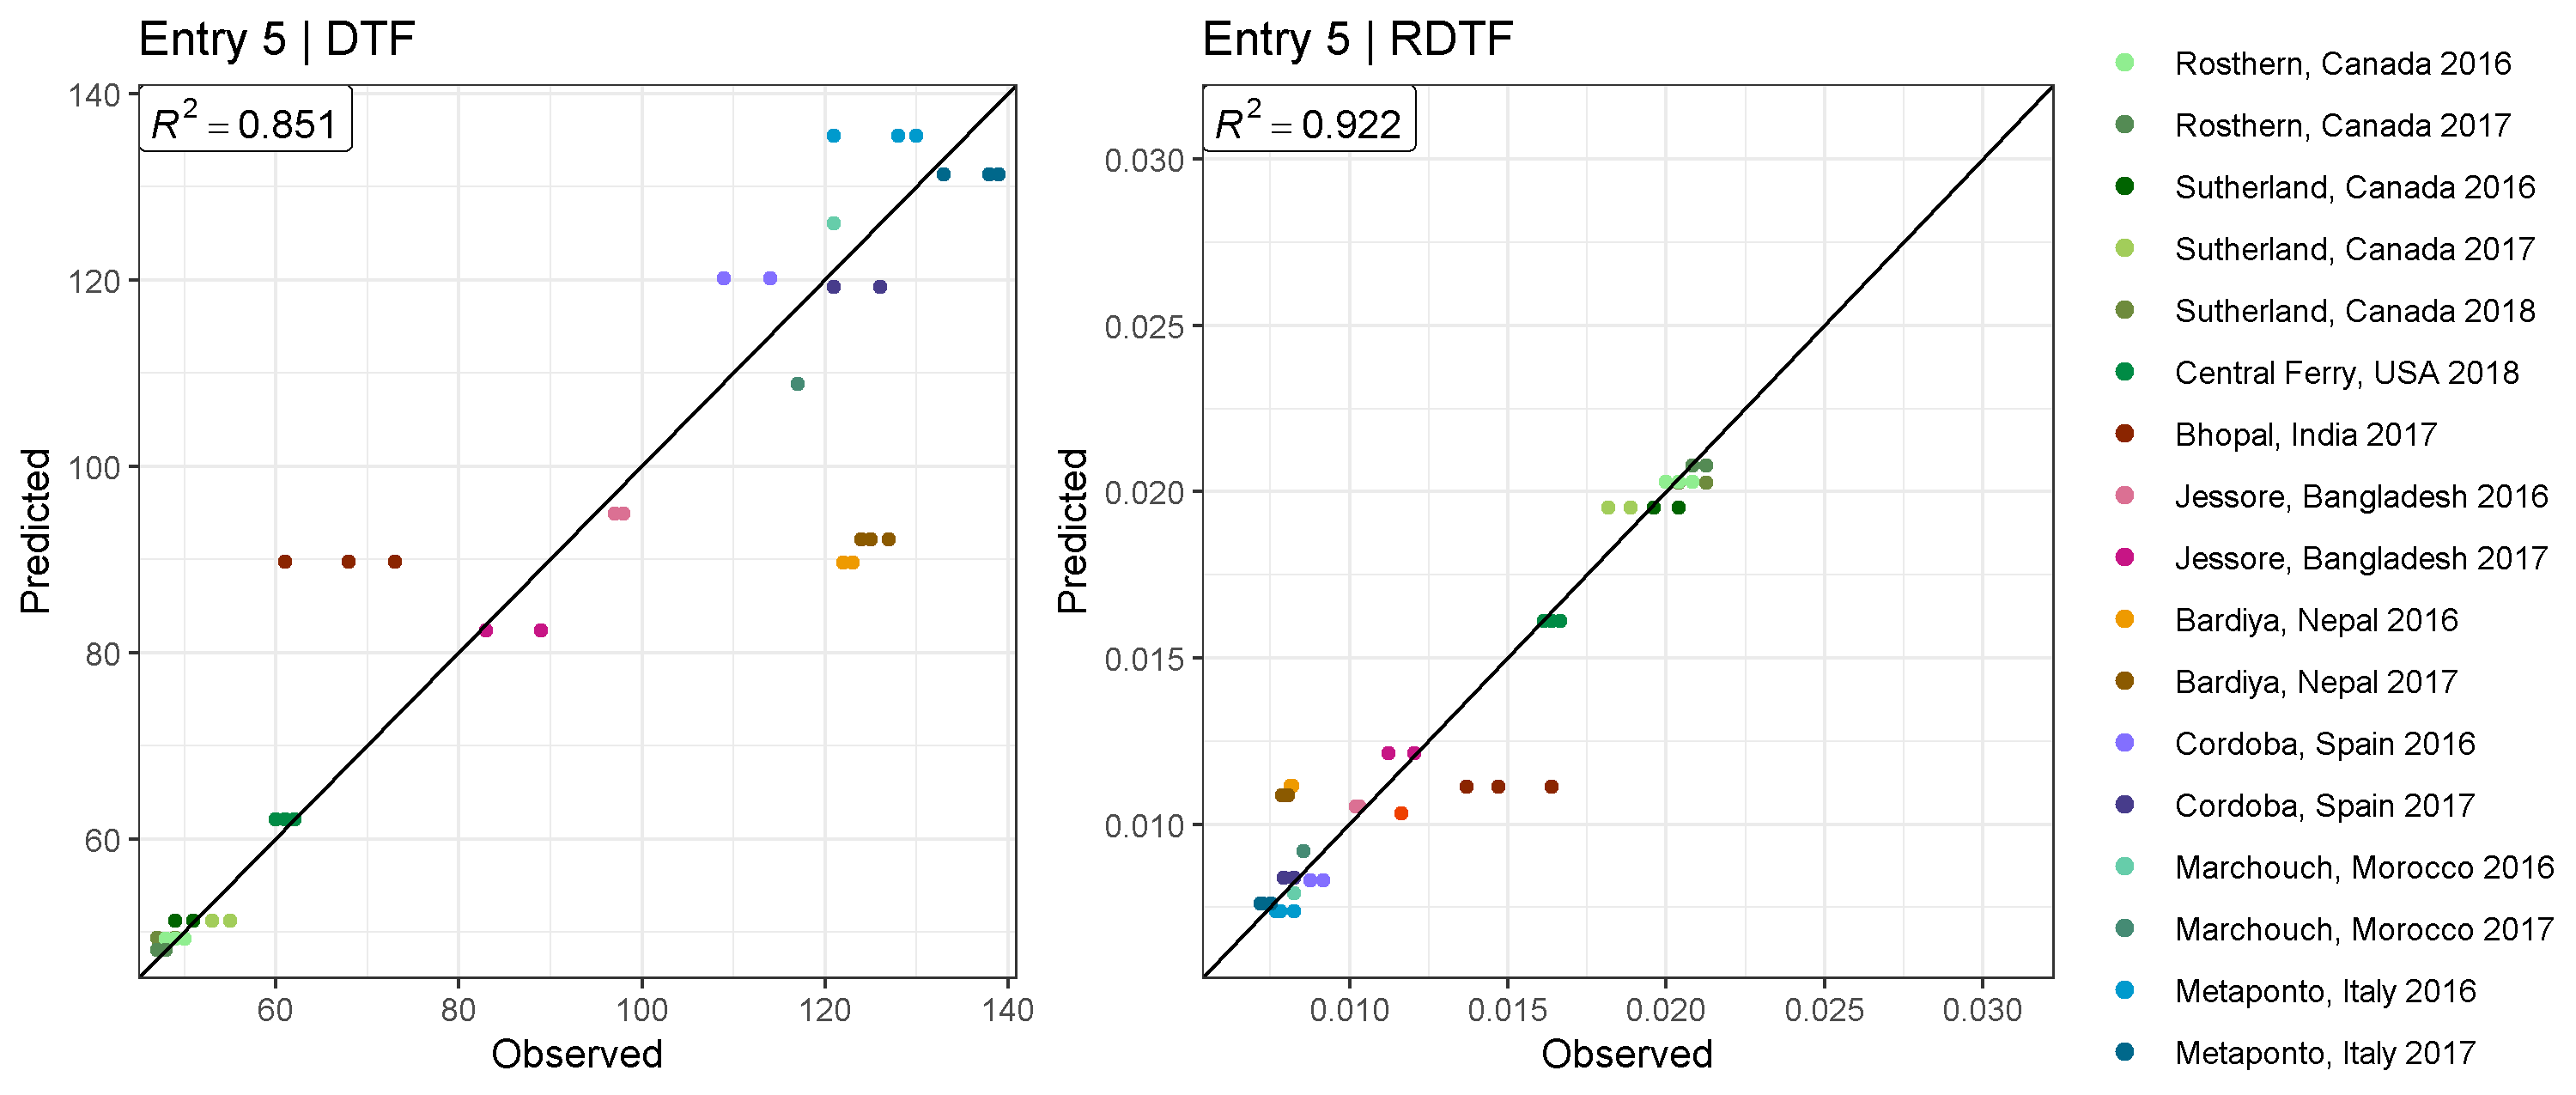 Entry 5 | DTF
R² = 0.851
140
120
100
80
60
Predicted
60 80 100 120 140
Observed
Entry 5 | RDTF
R² = 0.922
0.030
0.025
0.020
0.015
0.010
Predicted
0.010 0.015 0.020 0.025 0.030
Observed
Rosthern, Canada 2016
Rosthern, Canada 2017
Sutherland, Canada 2016
Sutherland, Canada 2017
Sutherland, Canada 2018
Central Ferry, USA 2018
Bhopal, India 2017
Jessore, Bangladesh 2016
Jessore, Bangladesh 2017
Bardiya, Nepal 2016
Bardiya, Nepal 2017
Cordoba, Spain 2016
Cordoba, Spain 2017
Marchouch, Morocco 2016
Marchouch, Morocco 2017
Metaponto, Italy 2016
Metaponto, Italy 2017